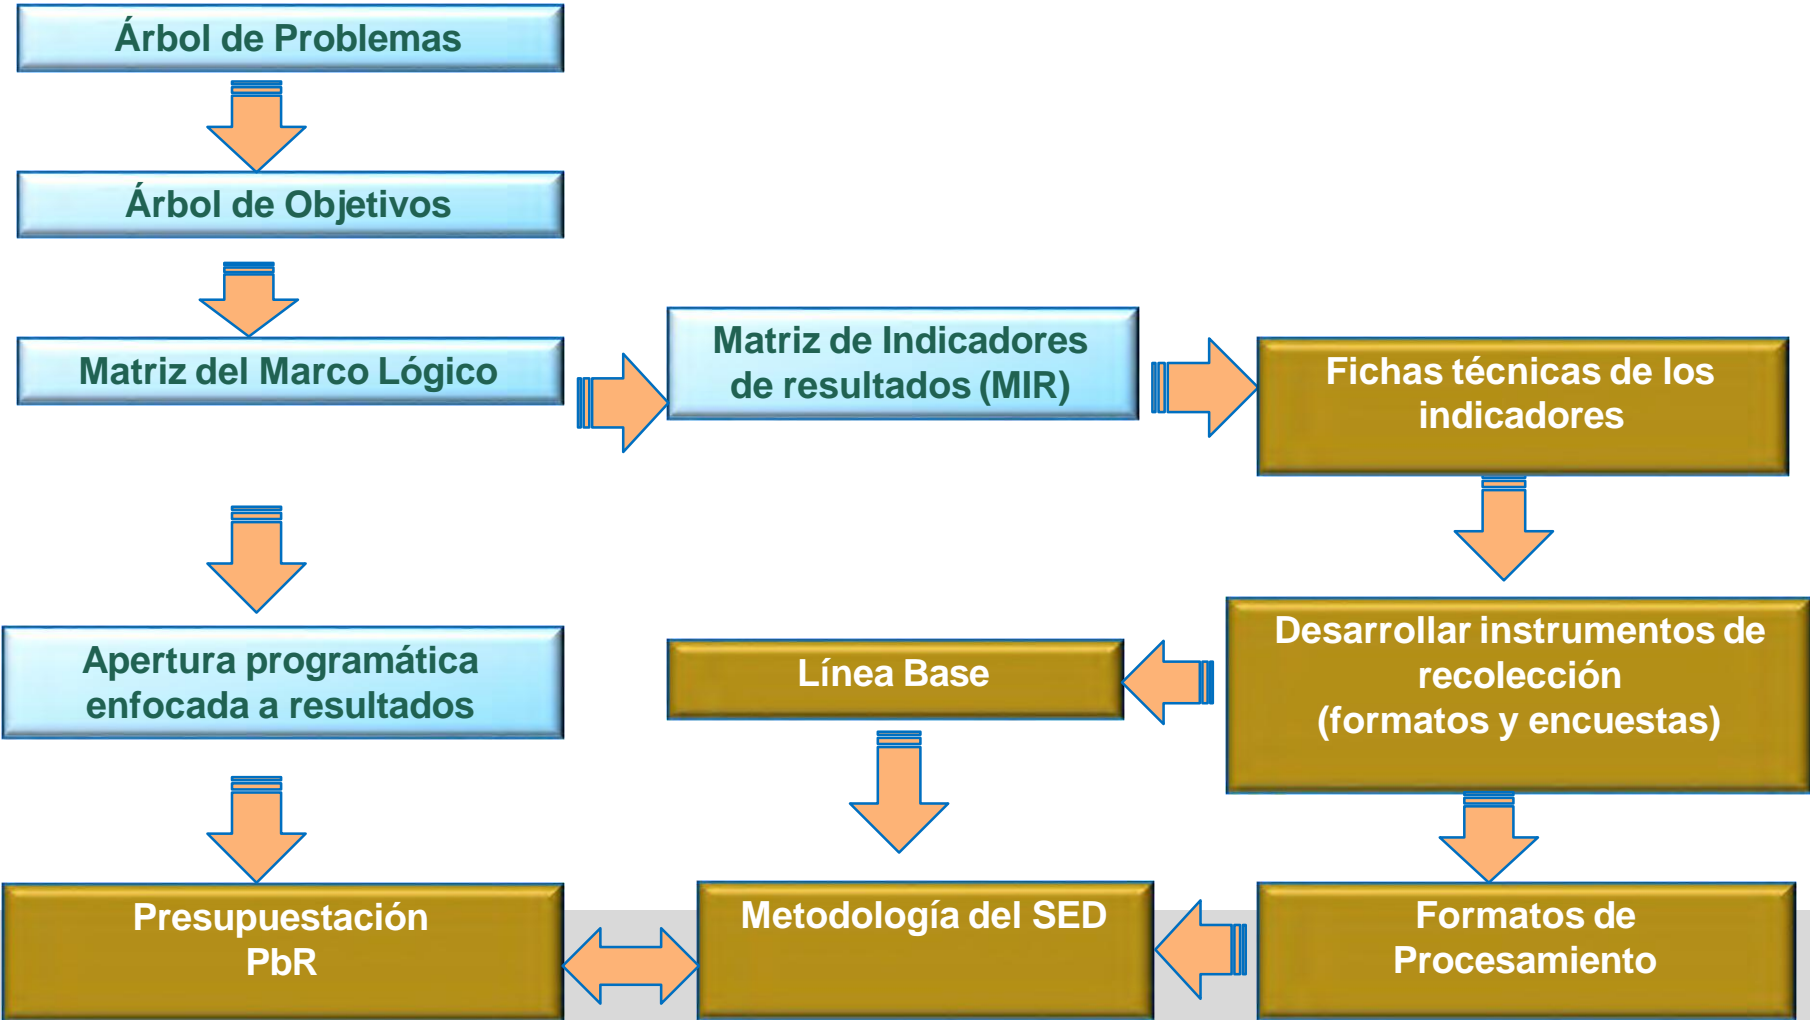 Árbol de Problemas
Árbol de Objetivos
Matriz del Marco Lógico
Matriz de Indicadores
de resultados (MIR)
Fichas técnicas de los
indicadores
Apertura programática
enfocada a resultados
Línea Base
Desarrollar instrumentos de
recolección
(formatos y encuestas)
Presupuestación
PbR
Metodología del SED
Formatos de
Procesamiento